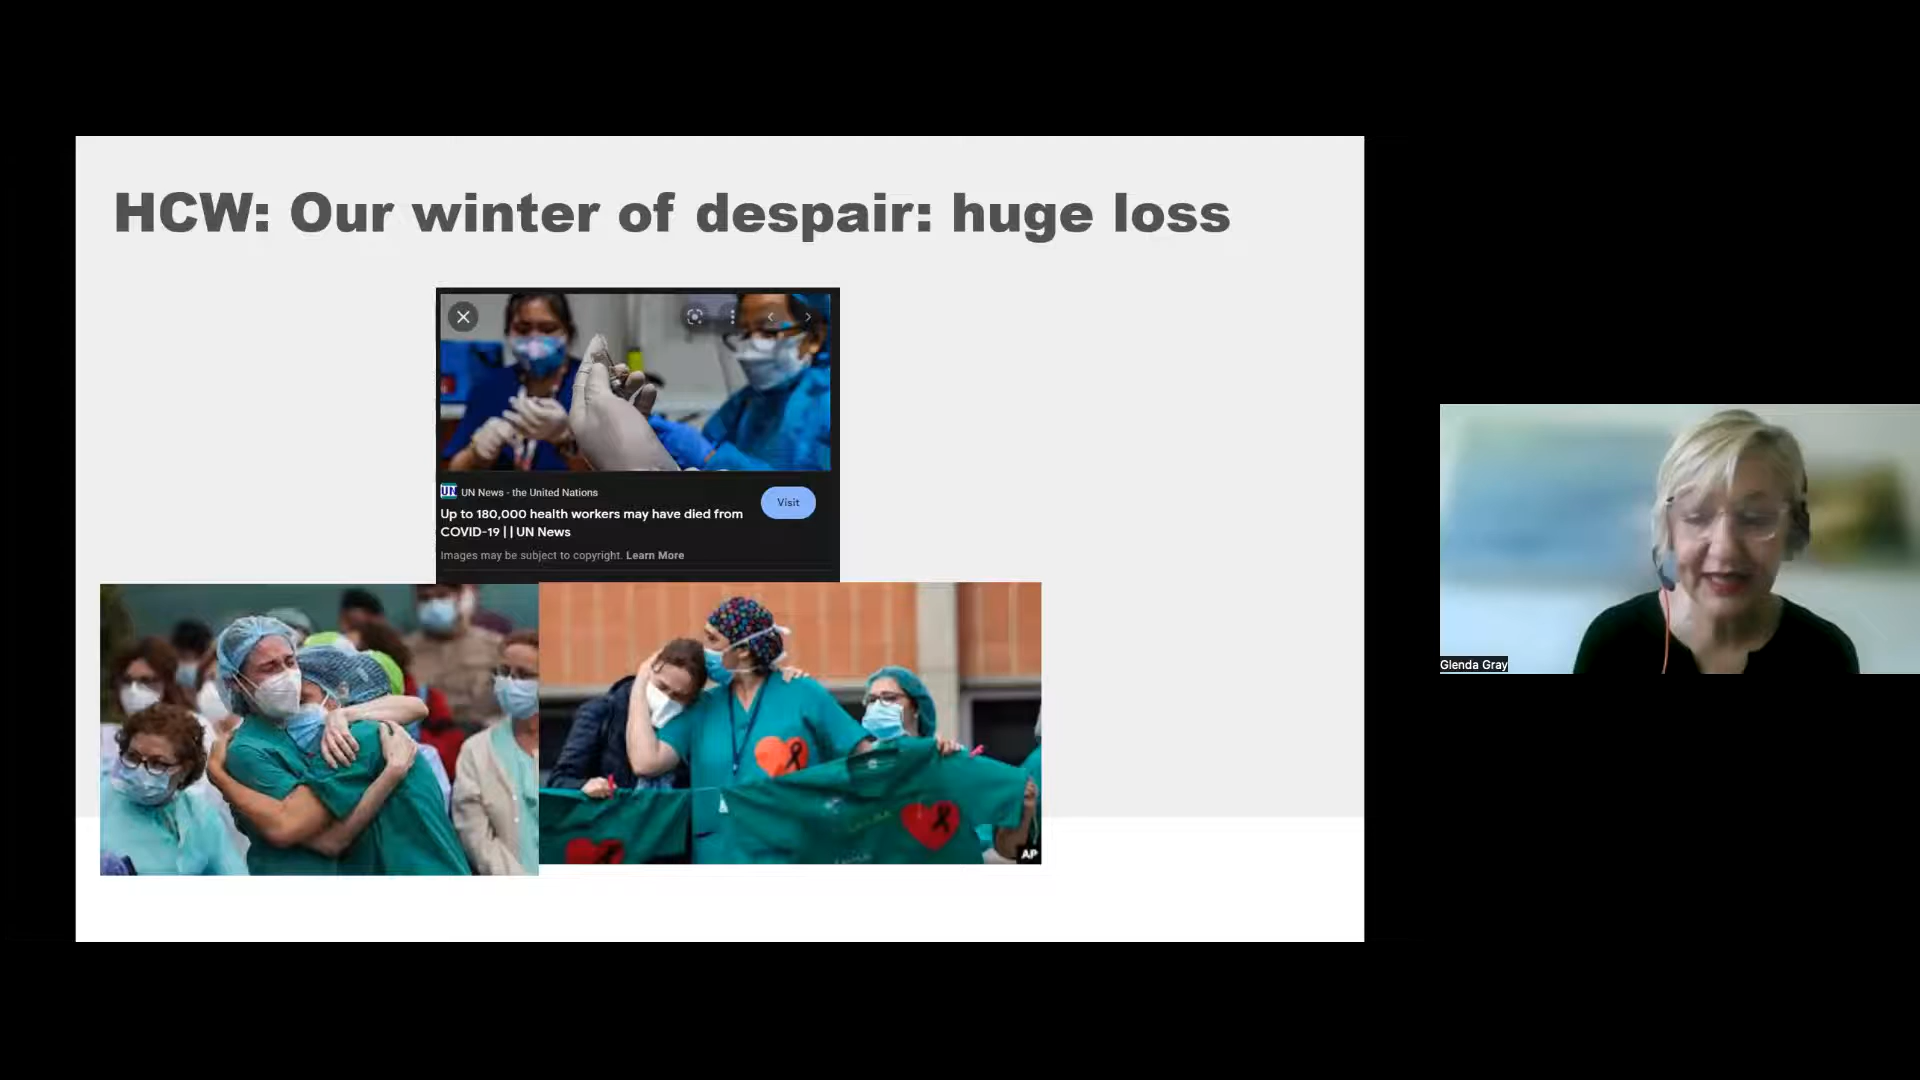 HCW: Our winter of despair: huge loss
UN UN News - the United Nations
Visit
Up to 180,000 health workers may have died from
COVID-19 | | UN News
Images may be subject to copyright. Learn More
AP
Glenda Gray